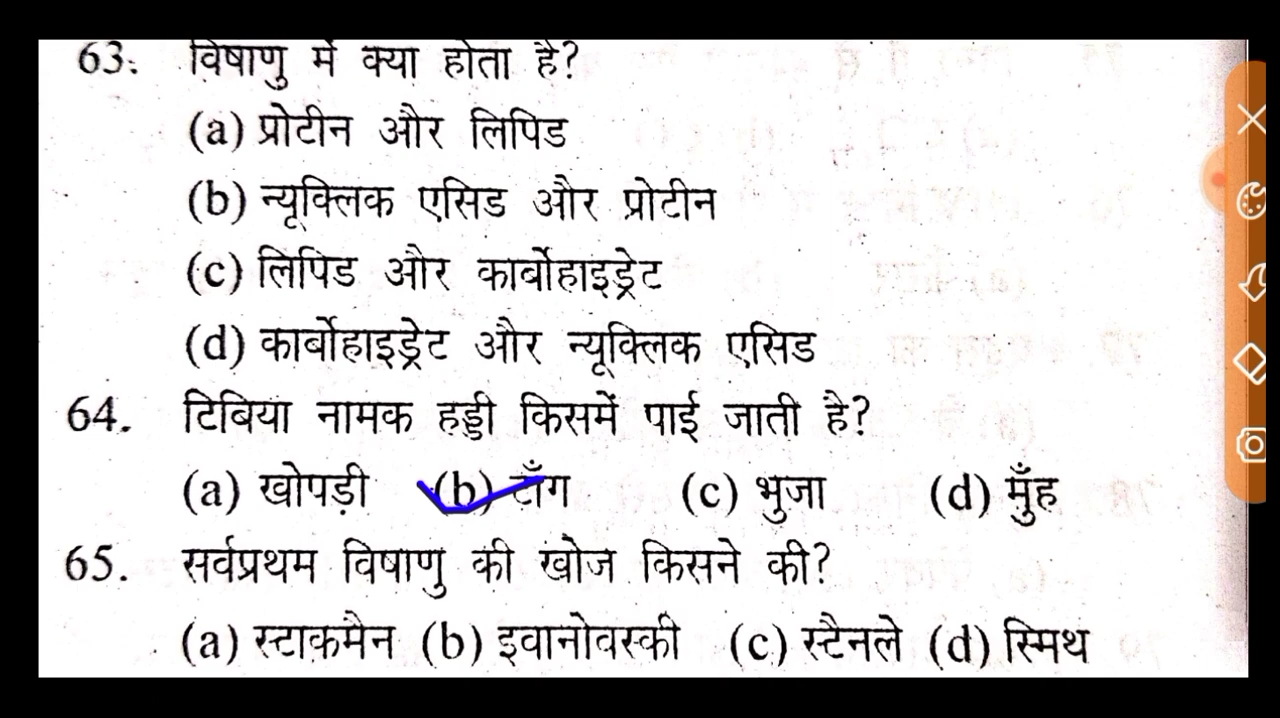 63. विषाणु में क्या होता है?
(a) प्रोटीन और लिपिड
(b) न्यूक्लिक एसिड और प्रोटीन
(c) लिपिड और कार्बोहाइड्रेट
(d) कार्बोहाइड्रेट और न्यूक्लिक एसिड
64. टिबिया नामक हड्डी किसमें पाई जाती है?
(a) खोपड़ी (b) टाँग (c) भुजा (d) मुँह
65. सर्वप्रथम विषाणु की खोज किसने की?
(a) स्टाकमैन (b) इवानोवस्की (c) स्टैनले (d) स्मिथ